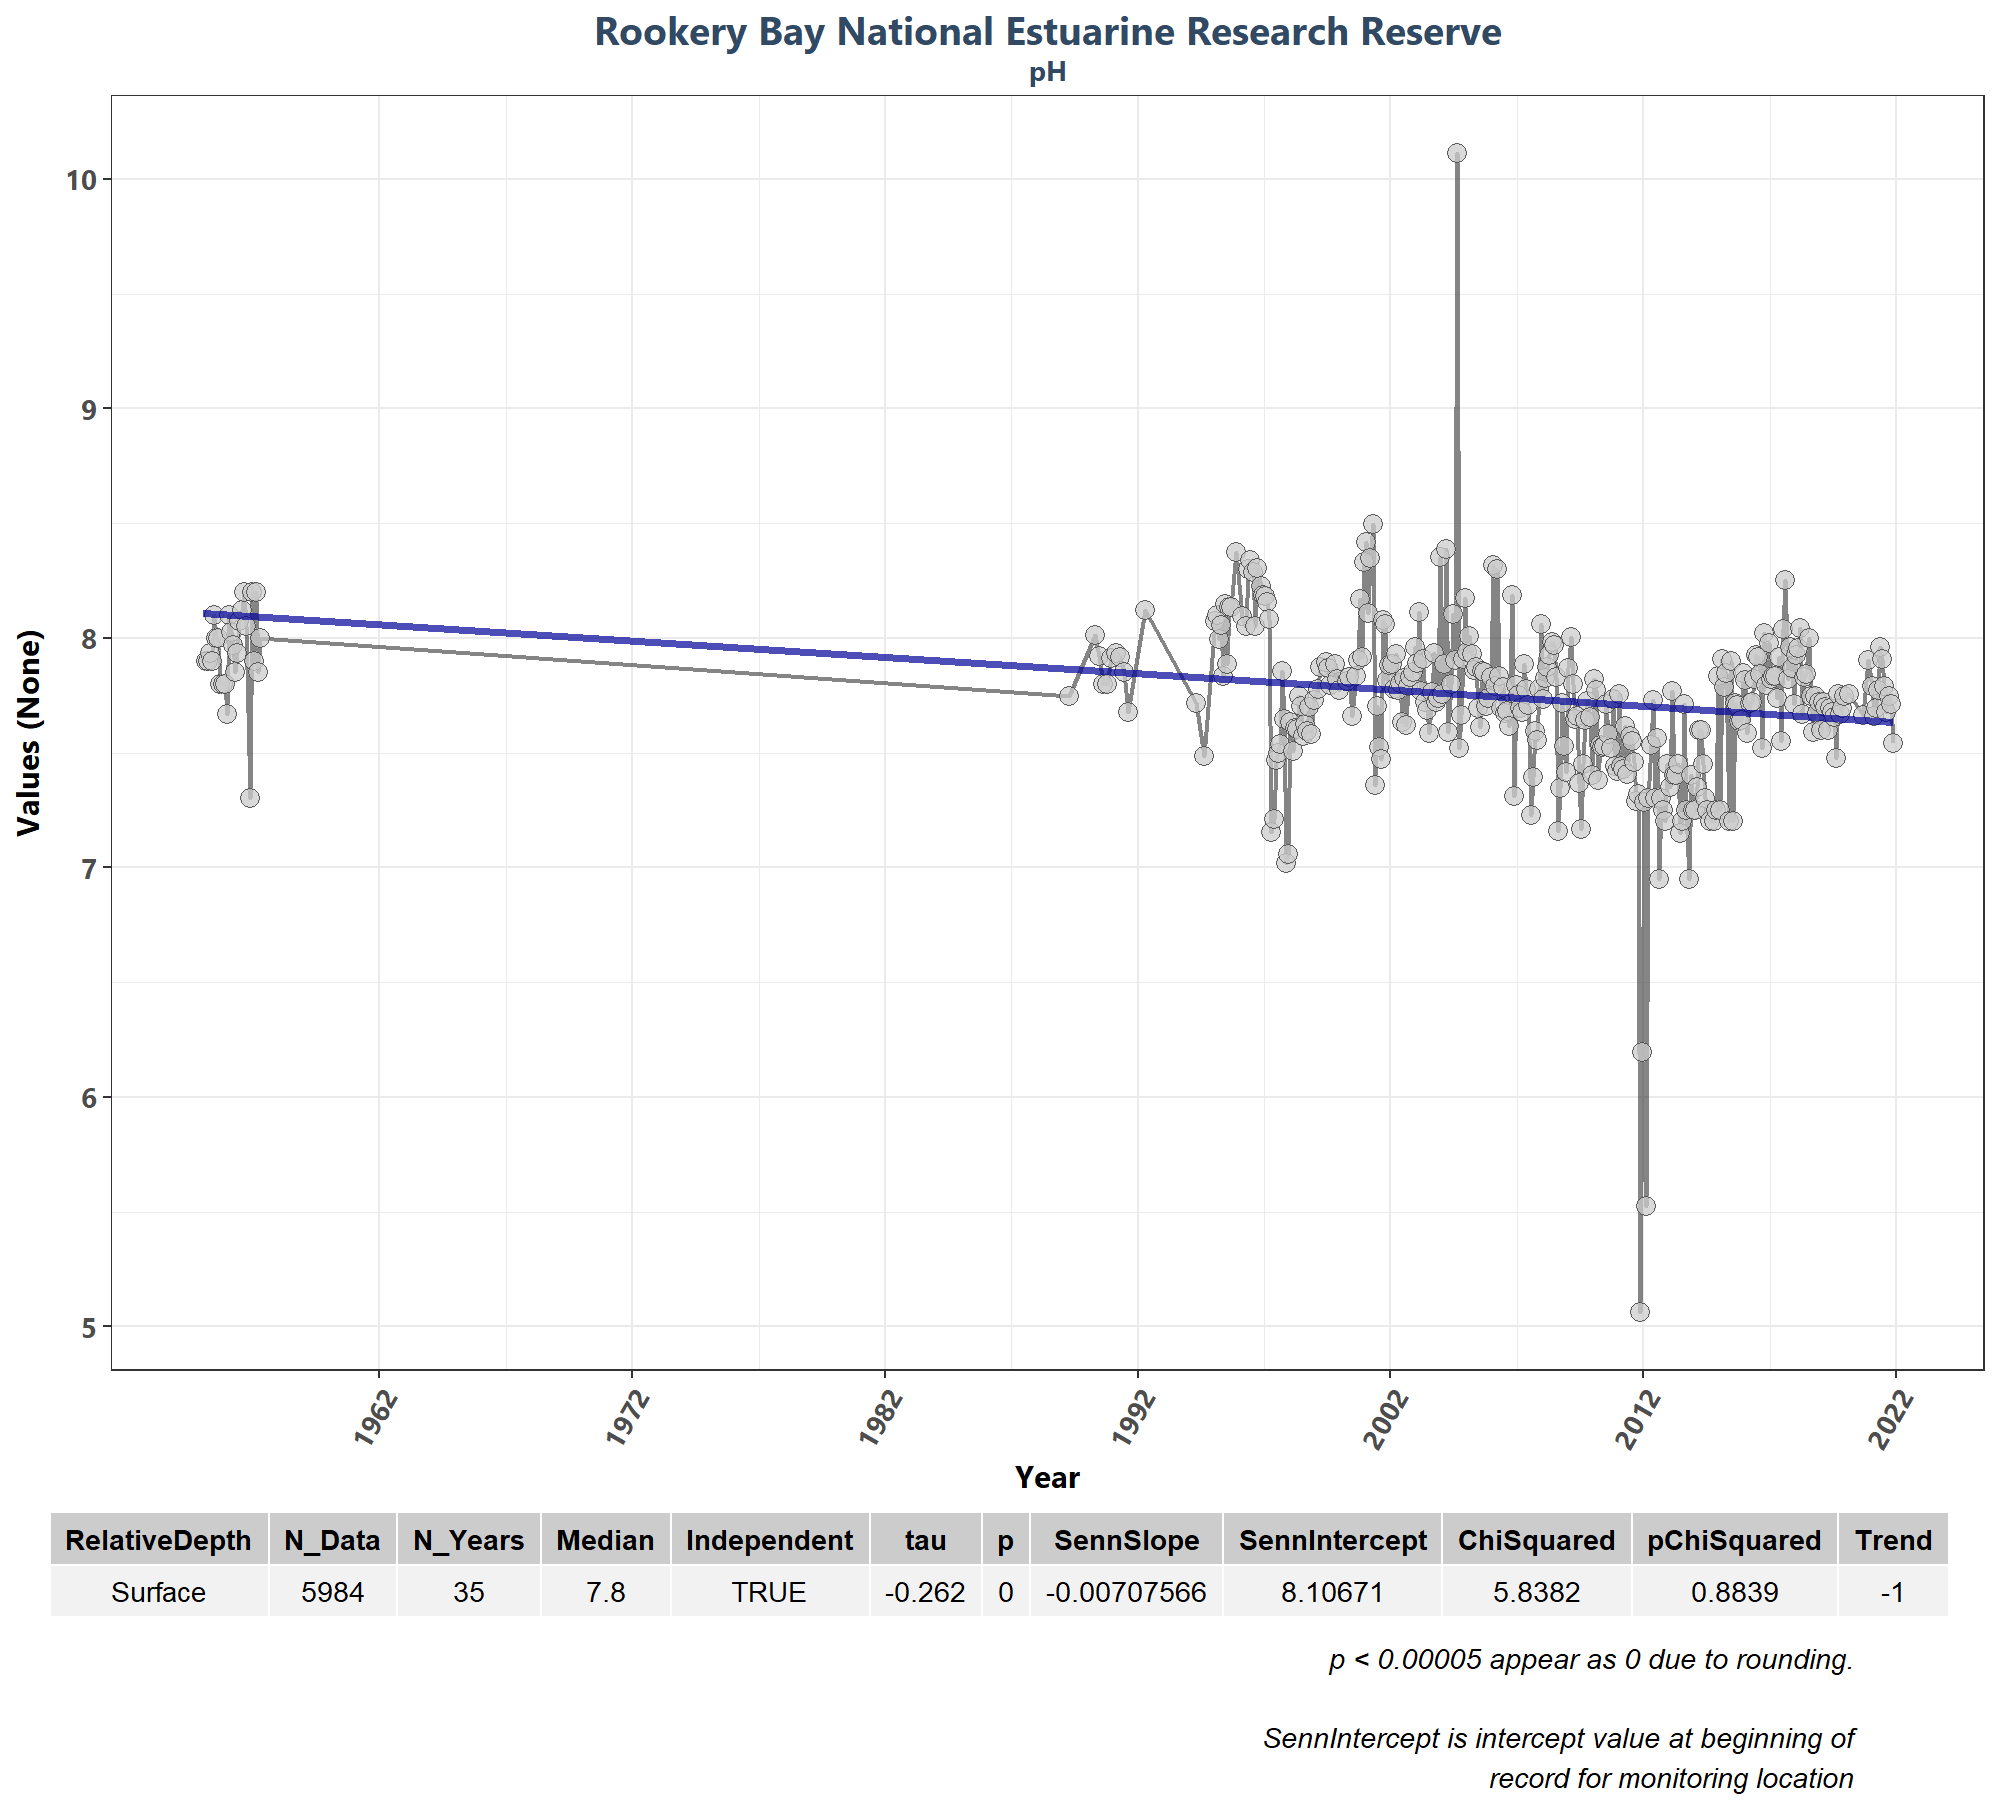 Rookery Bay National Estuarine Research Reserve
pH
10
9
8
7
6
5
Values (None)
1962 1972 1982 1992 2002 2012 2022
Year
RelativeDepth N_Data N_Years Median Independent tau p SennSlope SennIntercept ChiSquared pChiSquared Trend
Surface 5984 35 7.8 TRUE -0.262 0 -0.00707566 8.10671 5.8382 0.8839 -1
p < 0.00005 appear as 0 due to rounding.
SennIntercept is intercept value at beginning of
record for monitoring location